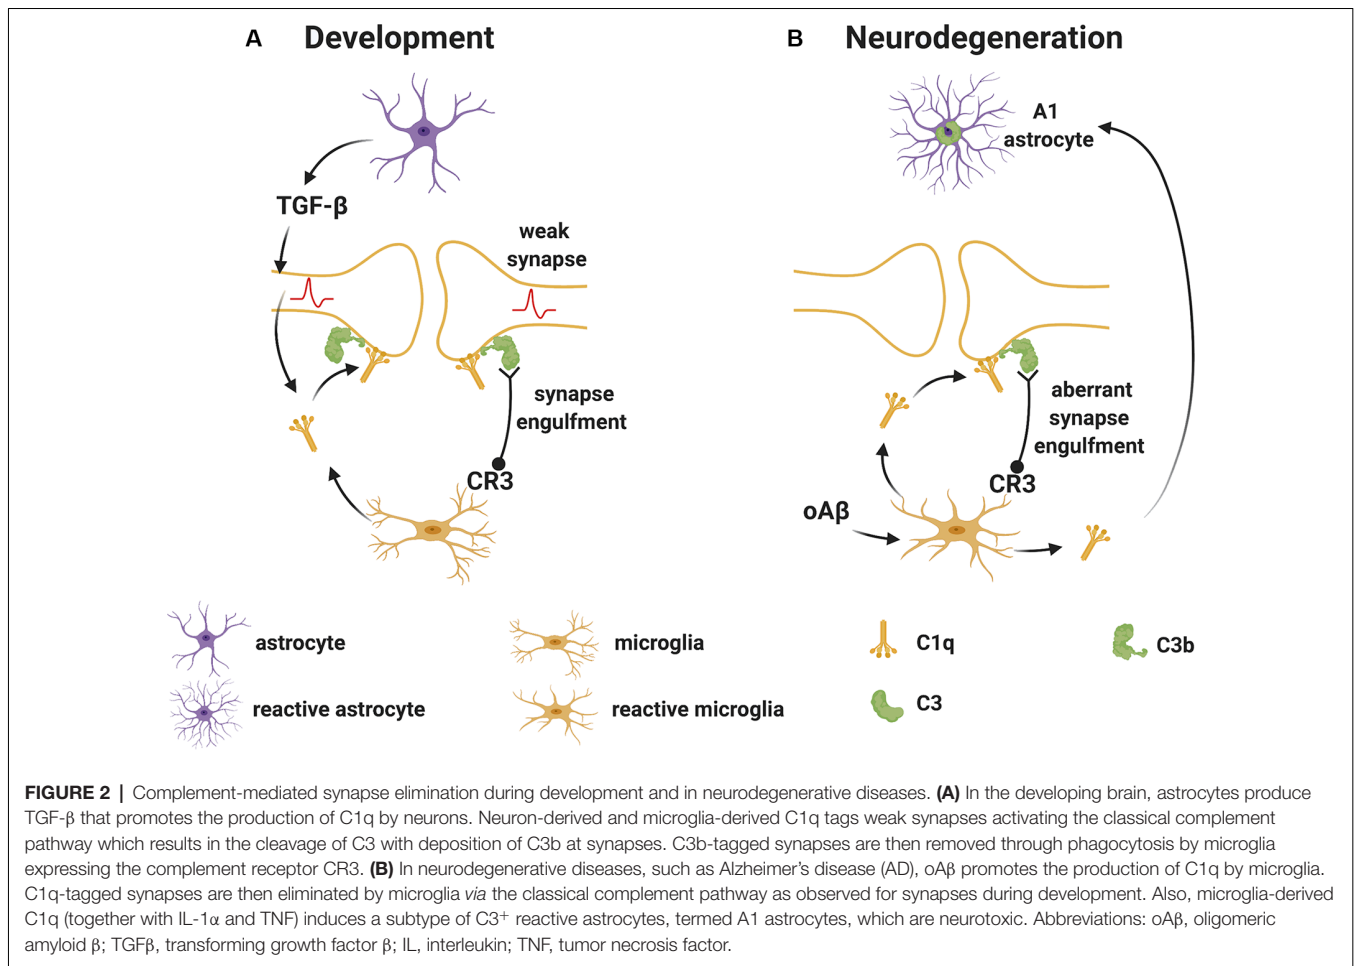 A Development
B Neurodegeneration
A1
astrocyte
TGF-β
weak
synapse
synapse
engulfment
CR3
aberrant
synapse
engulfment
CR3
oAβ
astrocyte
microglia
C1q
C3b
reactive astrocyte
reactive microglia
C3
FIGURE 2 | Complement-mediated synapse elimination during development and in neurodegenerative diseases. (A) In the developing brain, astrocytes produce
TGF-β that promotes the production of C1q by neurons. Neuron-derived and microglia-derived C1q tags weak synapses activating the classical complement
pathway which results in the cleavage of C3 with deposition of C3b at synapses. C3b-tagged synapses are then removed through phagocytosis by microglia
expressing the complement receptor CR3. (B) In neurodegenerative diseases, such as Alzheimer's disease (AD), oAβ promotes the production of C1q by microglia.
C1q-tagged synapses are then eliminated by microglia via the classical complement pathway as observed for synapses during development. Also, microglia-derived
C1q (together with IL-1α and TNF) induces a subtype of C3⁺ reactive astrocytes, termed A1 astrocytes, which are neurotoxic. Abbreviations: oAβ, oligomeric
amyloid β; TGFβ, transforming growth factor β; IL, interleukin; TNF, tumor necrosis factor.